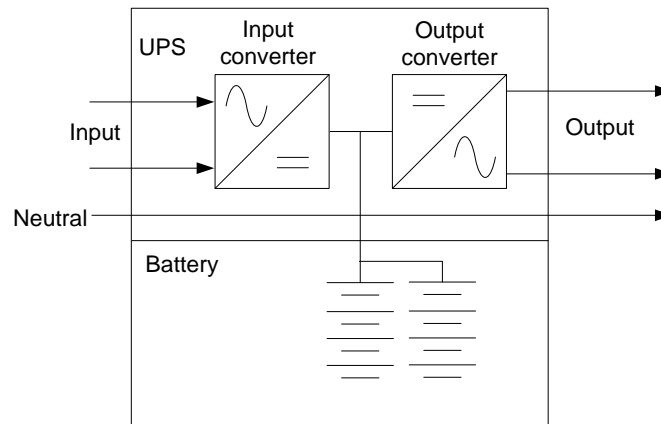 Input
converter
Output
converter
UPS
Input
Output
Neutral
Battery